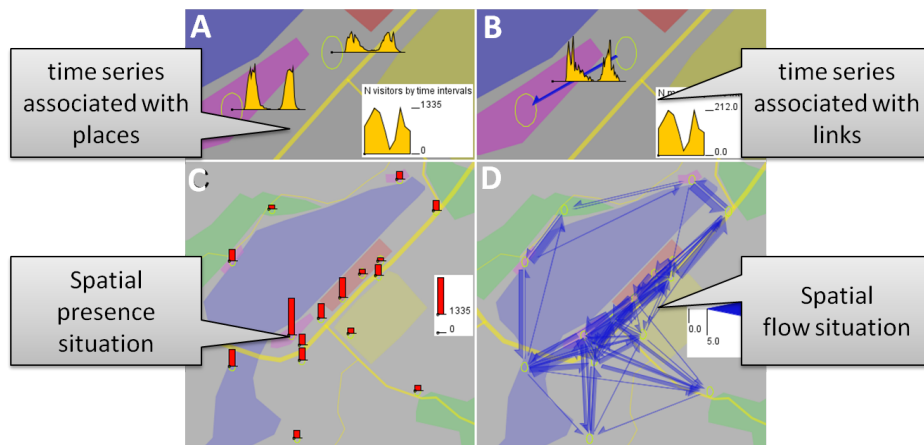 A
B
time series
associated with
places
N visitors by time intervals
1335
0
N m
212.0
0.0
time series
associated with
links
C
D
Spatial
presence
situation
1335
0
0.0
5.0
Spatial
flow situation